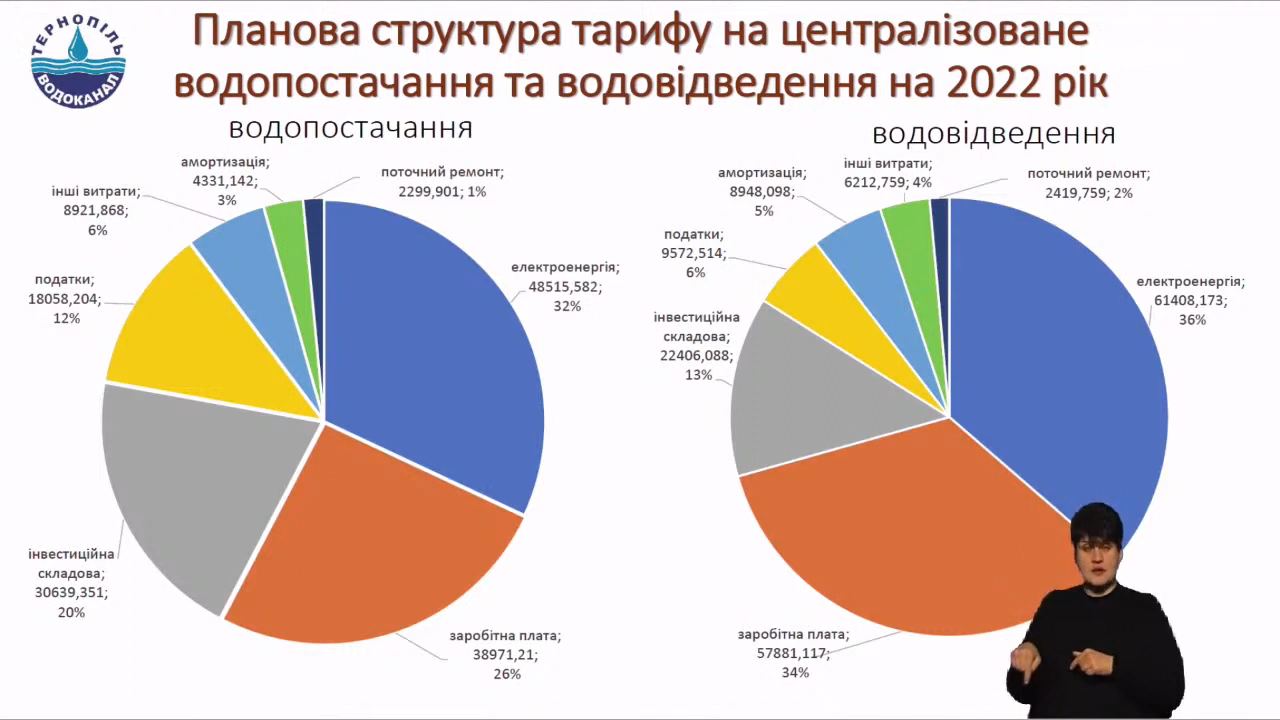 ТЕРНОПІЛЬ
ВОДОКАНАЛ
Планова структура тарифу на централізоване
водопостачання та водовідведення на 2022 рік
водопостачання
амортизація;
4331,142;
3%
поточний ремонт;
2299,901; 1%
інші витрати;
8921,868;
6%
податки;
18058,204;
12%
електроенергія;
48515,582;
32%
інвестиційна
складова;
30639,351;
20%
заробітна плата;
38971,21;
26%
водовідведення
амортизація;
8948,098;
5%
інші витрати;
6212,759; 4%
поточний ремонт;
2419,759; 2%
податки;
9572,514;
6%
інвестиційна
складова;
22406,088;
13%
електроенергія;
61408,173;
36%
заробітна плата;
57881,117;
34%